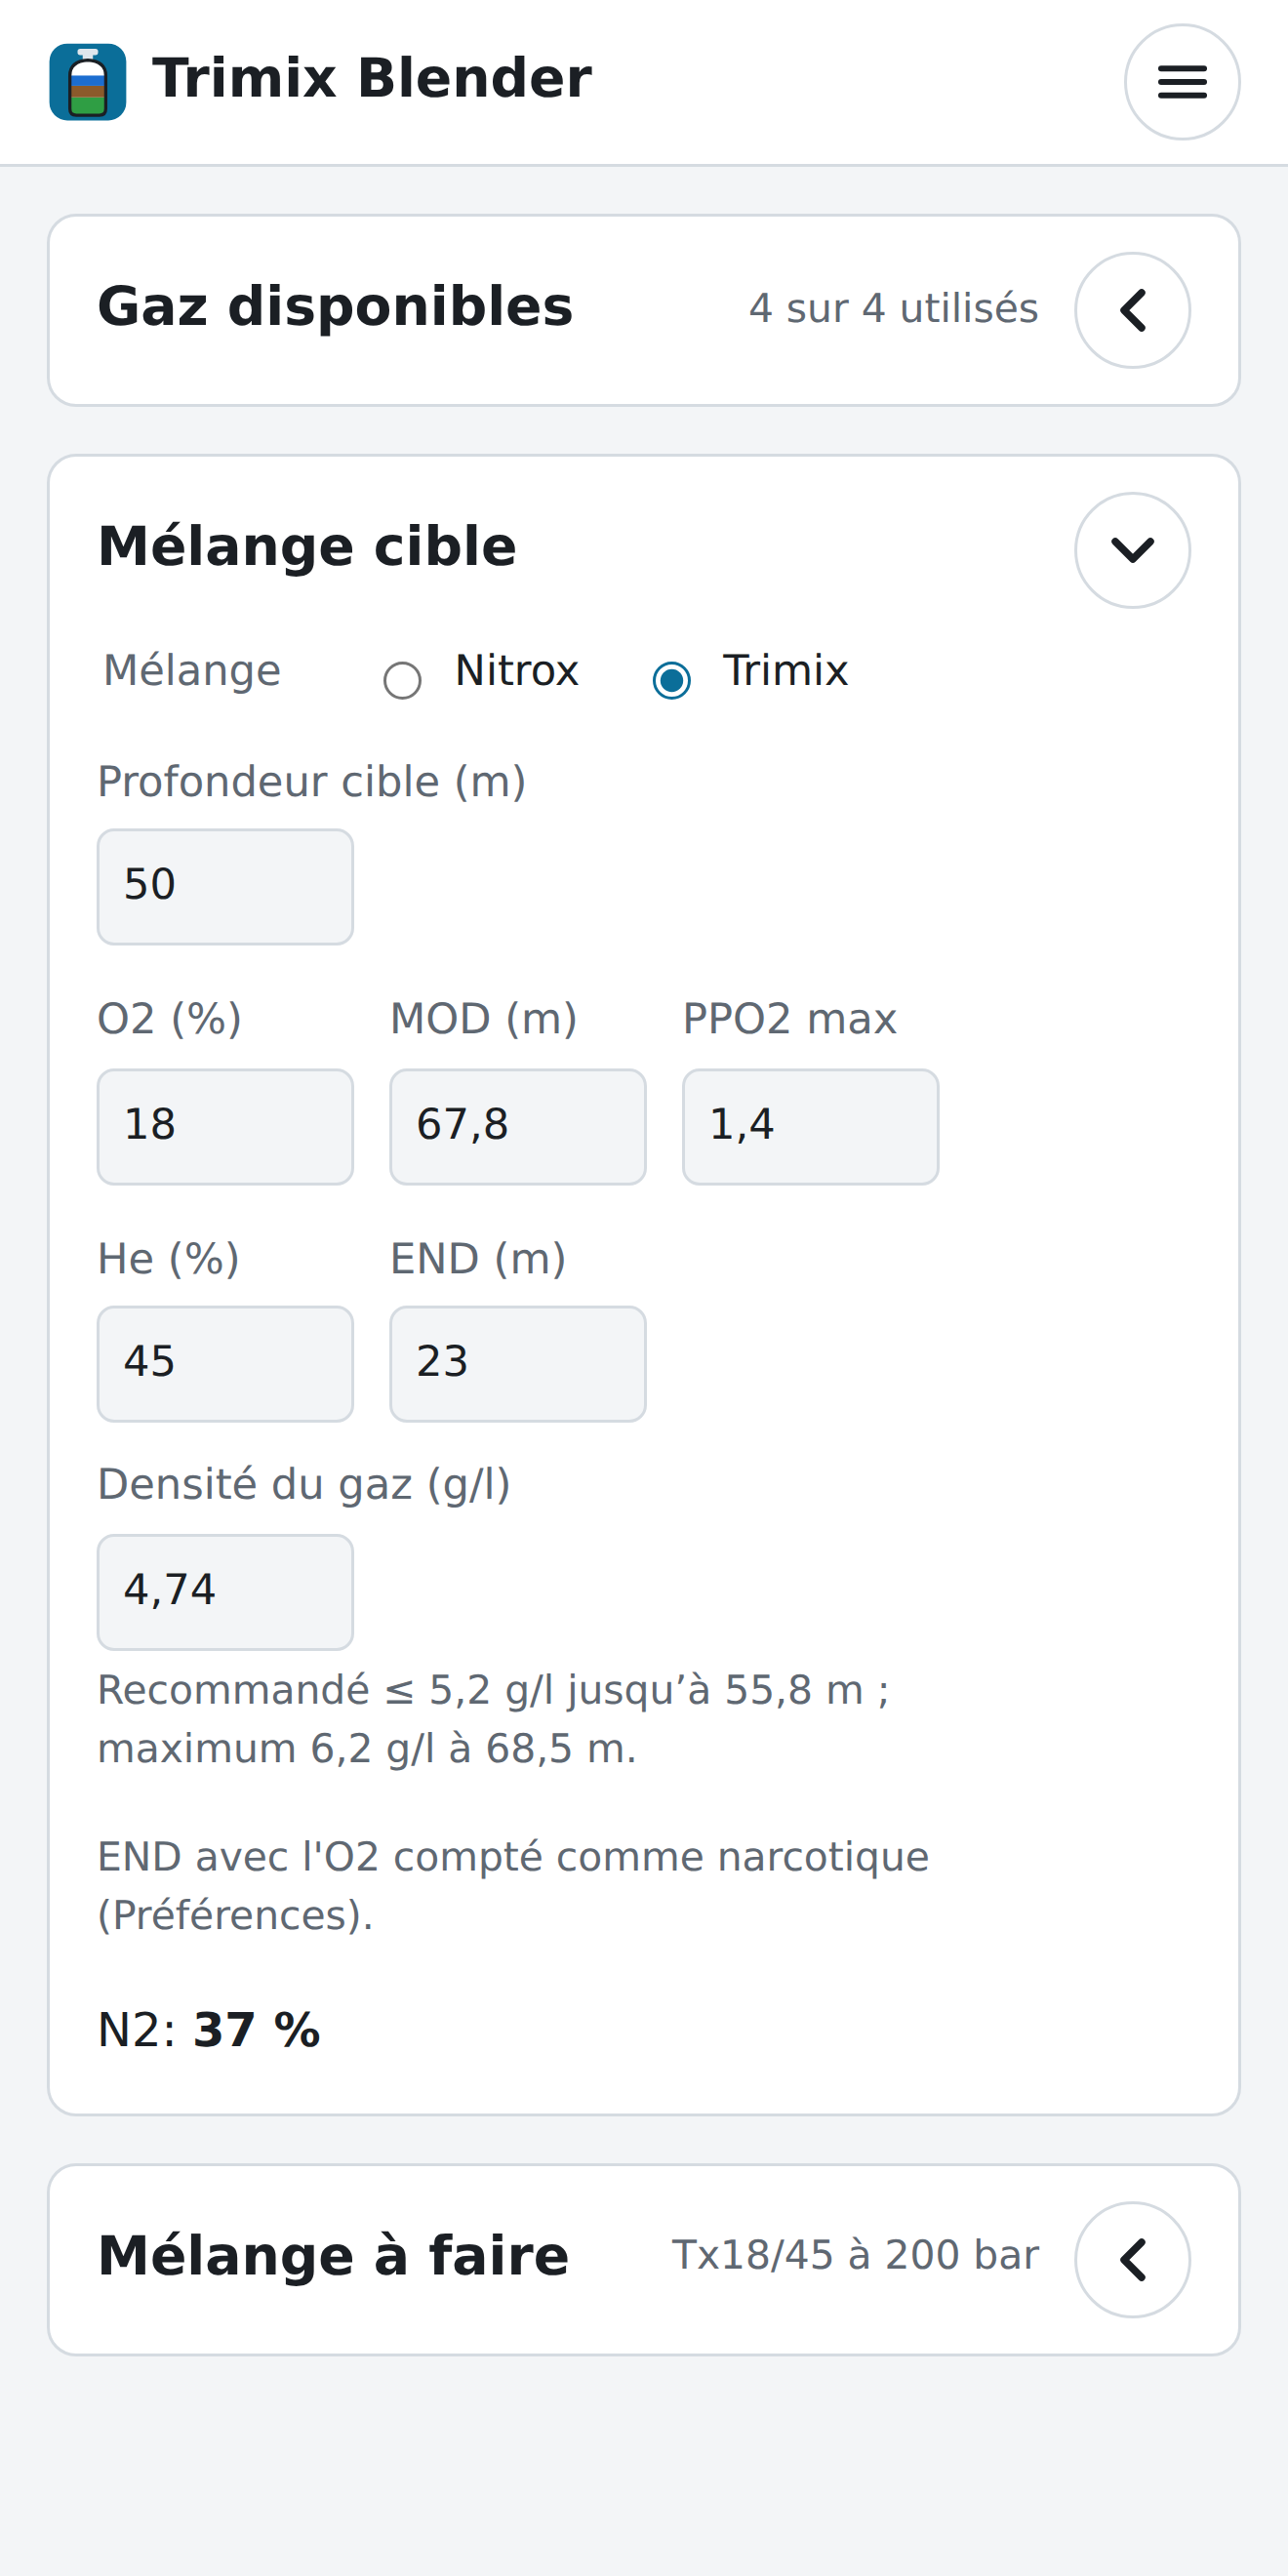 Trimix Blender
Gaz disponibles
4 sur 4 utilisés
Mélange cible
Mélange Nitrox Trimix
Profondeur cible (m)
50
O2 (%) MOD (m) PPO2 max
18 67,8 1,4
He (%) END (m)
45 23
Densité du gaz (g/l)
4,74
Recommandé ≤ 5,2 g/l jusqu’à 55,8 m ;
maximum 6,2 g/l à 68,5 m.
END avec l'O2 compté comme narcotique
(Préférences).
N2: 37 %
Mélange à faire
Tx18/45 à 200 bar